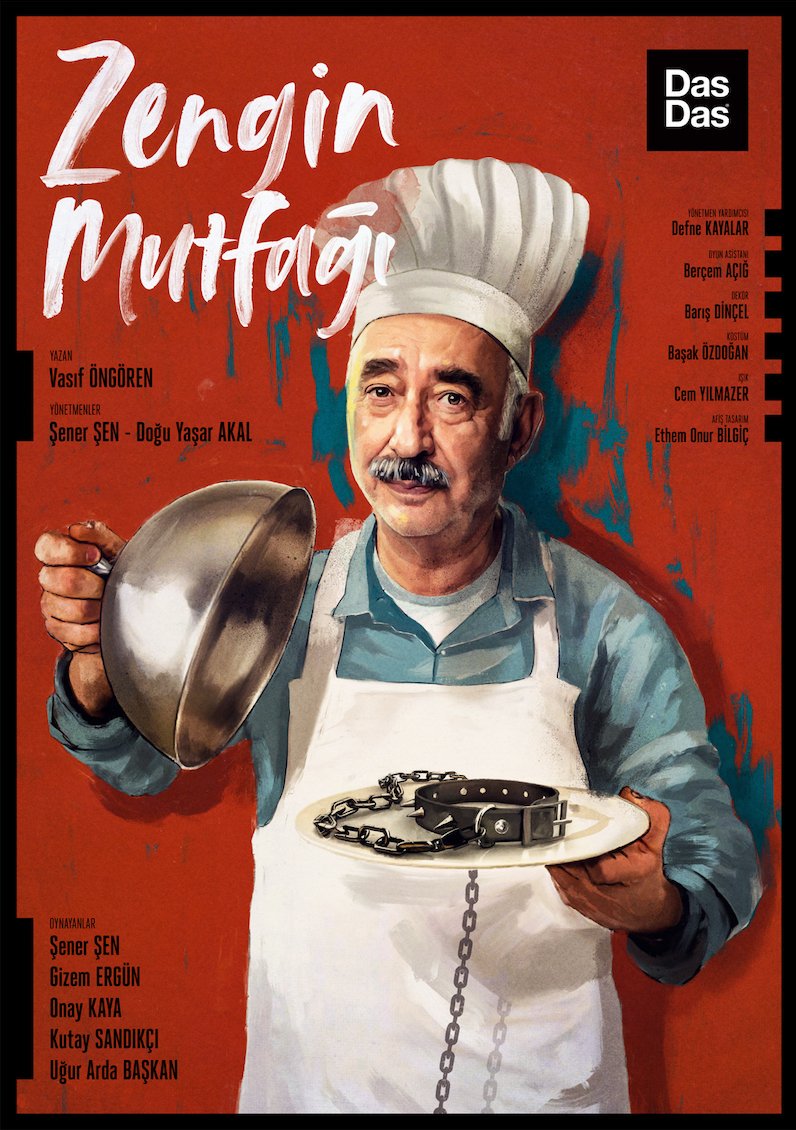 Zengin
Mutfağı
Das
Das
YAZAN
Vasıf ÖNGÖREN
YÖNETMENLER
Şener ŞEN - Doğu Yaşar AKAL
YÖNETMEN YARDIMCISI
Defne KAYALAR
OYUN ASİSTANI
Berçem AÇIĞ
DEKOR
Barış DİNÇEL
KOSTÜM
Başak ÖZDOĞAN
IŞIK
Cem YILMAZER
AFİŞ TASARIM
Ethem Onur BİLGİÇ
OYNAYANLAR
Şener ŞEN
Gizem ERGÜN
Onay KAYA
Kutay SANDIKÇI
Uğur Arda BAŞKAN